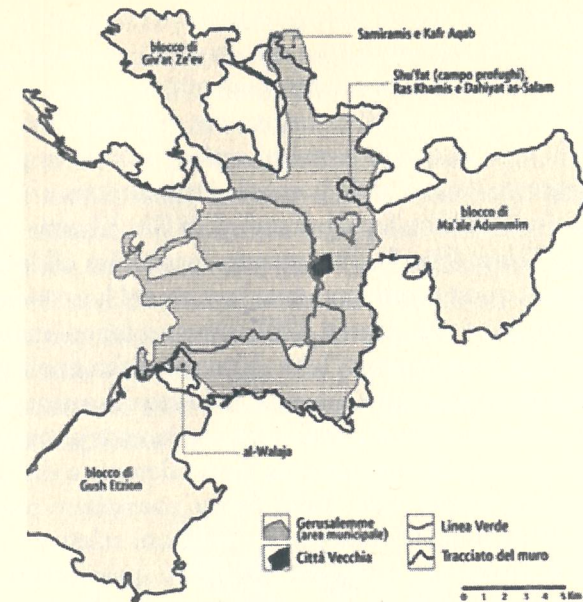 blocco di
Giv'at Ze'ev
Samiramis e Kafr Aqab
Shu'fat (campo profughi),
Ras Khamis e Dahiyat as-Salam
blocco di
Ma'ale Adummim
al-Walaja
blocco di
Gush Etzion
Gerusalemme
(area municipale)
Linea Verde
Città Vecchia
Tracciato del muro
0 1 2 3 4 5 Km